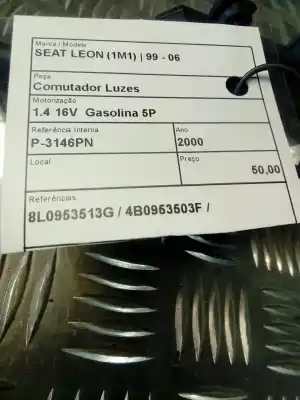 Marca / Modelo
SEAT LEON (1M1) | 99 - 06
Peça
Comutador Luzes
Motorização
1.4 16V Gasolina 5P
Referência Interna
P-3146PN
Ano
2000
Local
Preço
50,00
Referências
8L0953513G / 4B0953503F /